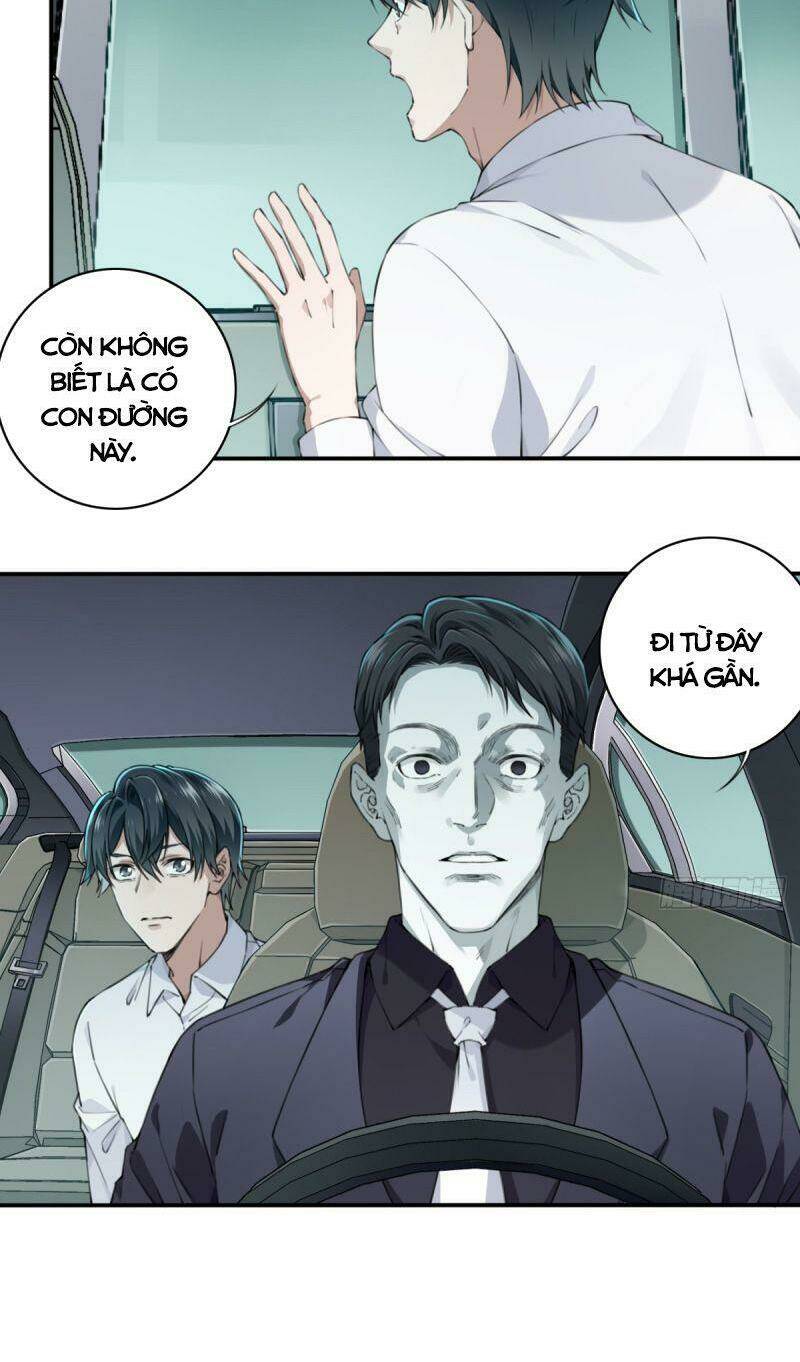 CÒN KHÔNG
BIẾT LÀ CÓ
CON ĐƯỜNG
NÀY.
ĐI TỪ ĐÂY
KHÁ GẦN.